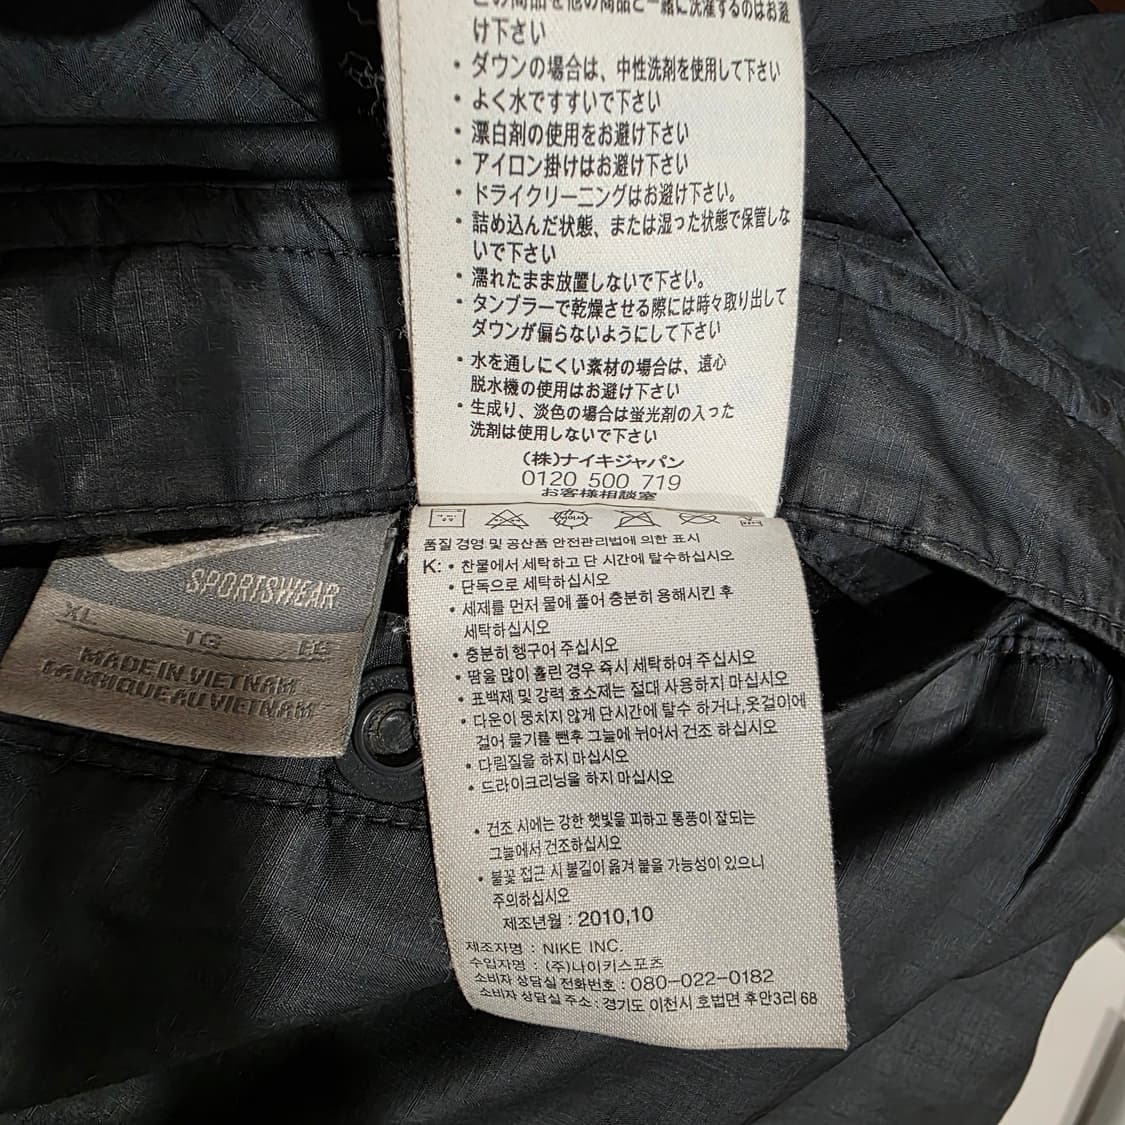 この商品を他の商品と一緒に洗濯するのはお避
け下さい
・ダウンの場合は、中性洗剤を使用して下さい
・よく水ですすいで下さい
・漂白剤の使用をお避け下さい
・アイロン掛けはお避け下さい
・ドライクリーニングはお避け下さい。
・詰め込んだ状態、または湿った状態で保管しな
いで下さい
・濡れたまま放置しないで下さい。
・タンブラーで乾燥させる際には時々取り出して
ダウンが偏らないようにして下さい
・水を通しにくい素材の場合は、遠心
脱水機の使用はお避け下さい
・生成り、淡色の場合は蛍光剤の入った
洗剤は使用しないで下さい
(株)ナイキジャパン
0120 500 719
お客様相談室
품질 경영 및 공산품 안전관리법에 의한 표시
K: • 찬물에서 세탁하고 단 시간에 탈수하십시오
• 단독으로 세탁하십시오
• 세제를 먼저 물에 풀어 충분히 용해시킨 후
세탁하십시오
• 충분히 헹구어 주십시오
• 땀을 많이 흘린 경우 즉시 세탁하여 주십시오
• 표백제 및 강력 효소제는 절대 사용하지 마십시오
• 다운이 뭉치지 않게 단시간에 탈수 하거나, 옷걸이에
걸어 물기를 뺀후 그늘에 뉘어서 건조 하십시오
• 다림질을 하지 마십시오
• 드라이크리닝을 하지 마십시오
• 건조 시에는 강한 햇빛을 피하고 통풍이 잘되는
그늘에서 건조하십시오
• 불꽃 접근 시 불길이 옮겨 붙을 가능성이 있으니
주의하십시오
제조년월 : 2010,10
제조자명 : NIKE INC.
수입자명 : (주)나이키스포츠
소비자 상담실 전화번호 : 080-022-0182
소비자 상담실 주소 : 경기도 이천시 호법면 후안3리 68
SPORTSWEAR
XL TG EG
MADE IN VIETNAM
FABRIQUE AU VIETNAM